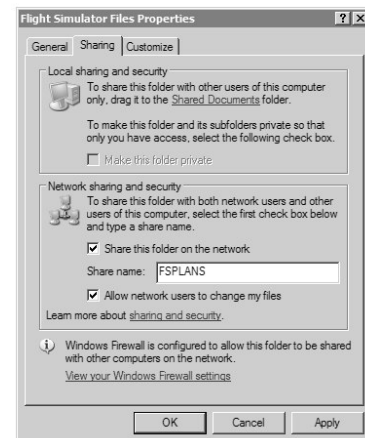 Flight Simulator Files Properties
General Sharing Customize
Local sharing and security
To share this folder with other users of this computer
only, drag it to the Shared Documents folder.
To make this folder and its subfolders private so that
only you have access, select the following check box.
Make this folder private
Network sharing and security
To share this folder with both network users and other
users of this computer, select the first check box below
and type a share name.
Share this folder on the network
Share name: FSPLANS
Allow network users to change my files
Learn more about sharing and security.
Windows Firewall is configured to allow this folder to be shared
with other computers on the network.
View your Windows Firewall settings
OK Cancel Apply